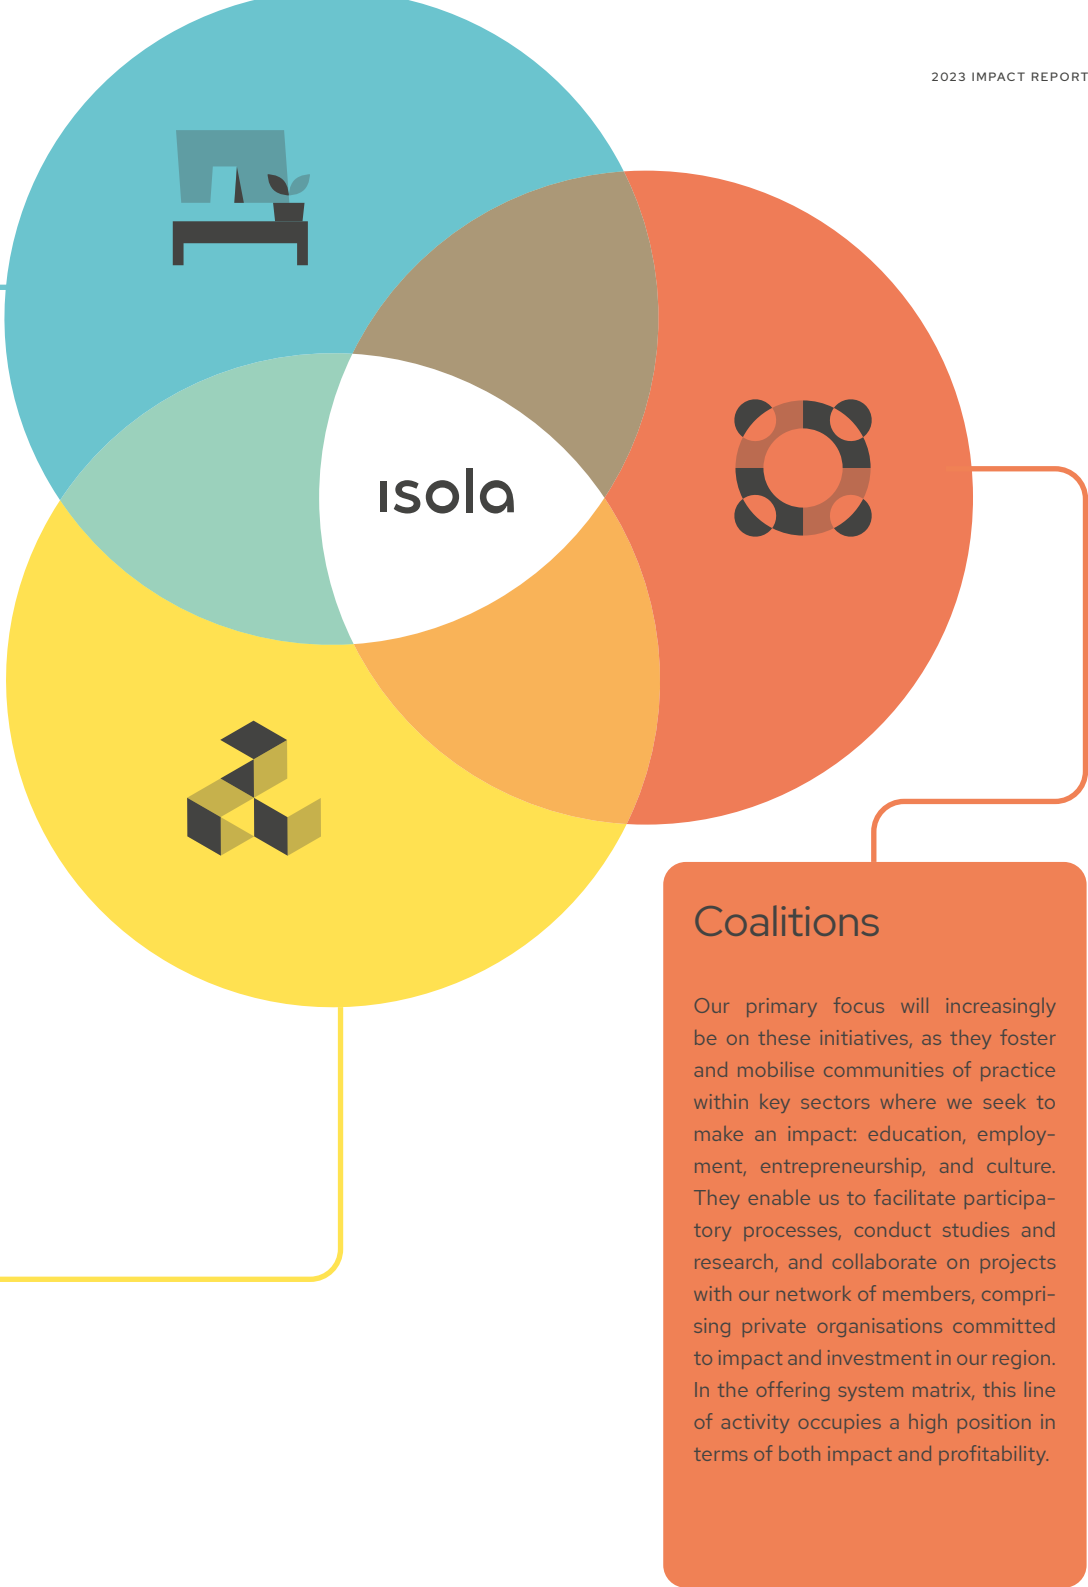 2023 IMPACT REPORT
isola
Coalitions
Our primary focus will increasingly
be on these initiatives, as they foster
and mobilise communities of practice
within key sectors where we seek to
make an impact: education, employ-
ment, entrepreneurship, and culture.
They enable us to facilitate participa-
tory processes, conduct studies and
research, and collaborate on projects
with our network of members, compri-
sing private organisations committed
to impact and investment in our region.
In the offering system matrix, this line
of activity occupies a high position in
terms of both impact and profitability.